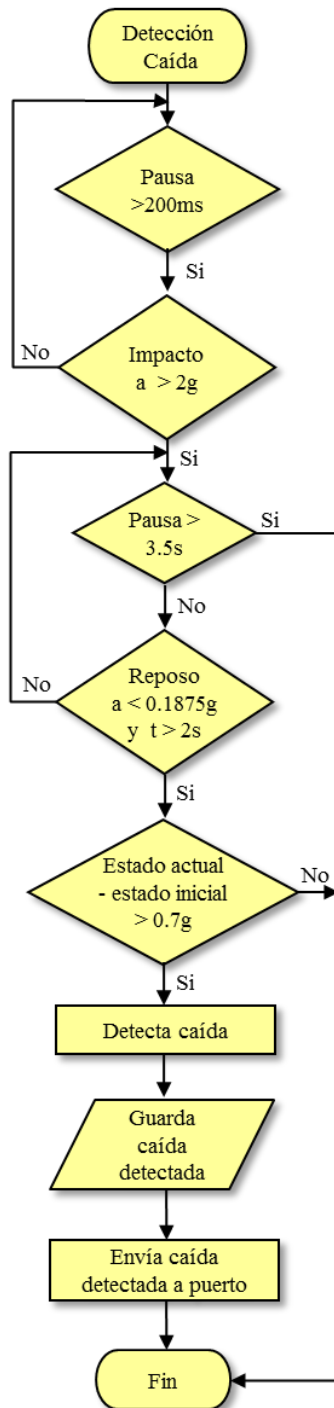 Detección
Caída
Pausa
>200ms
Si
No
Impacto
a > 2g
Si
Pausa >
3.5s
Si
No
No
Reposo
a < 0.1875g
y t > 2s
Si
Estado actual
- estado inicial
> 0.7g
No
Si
Detecta caída
Guarda
caída
detectada
Envía caída
detectada a puerto
Fin